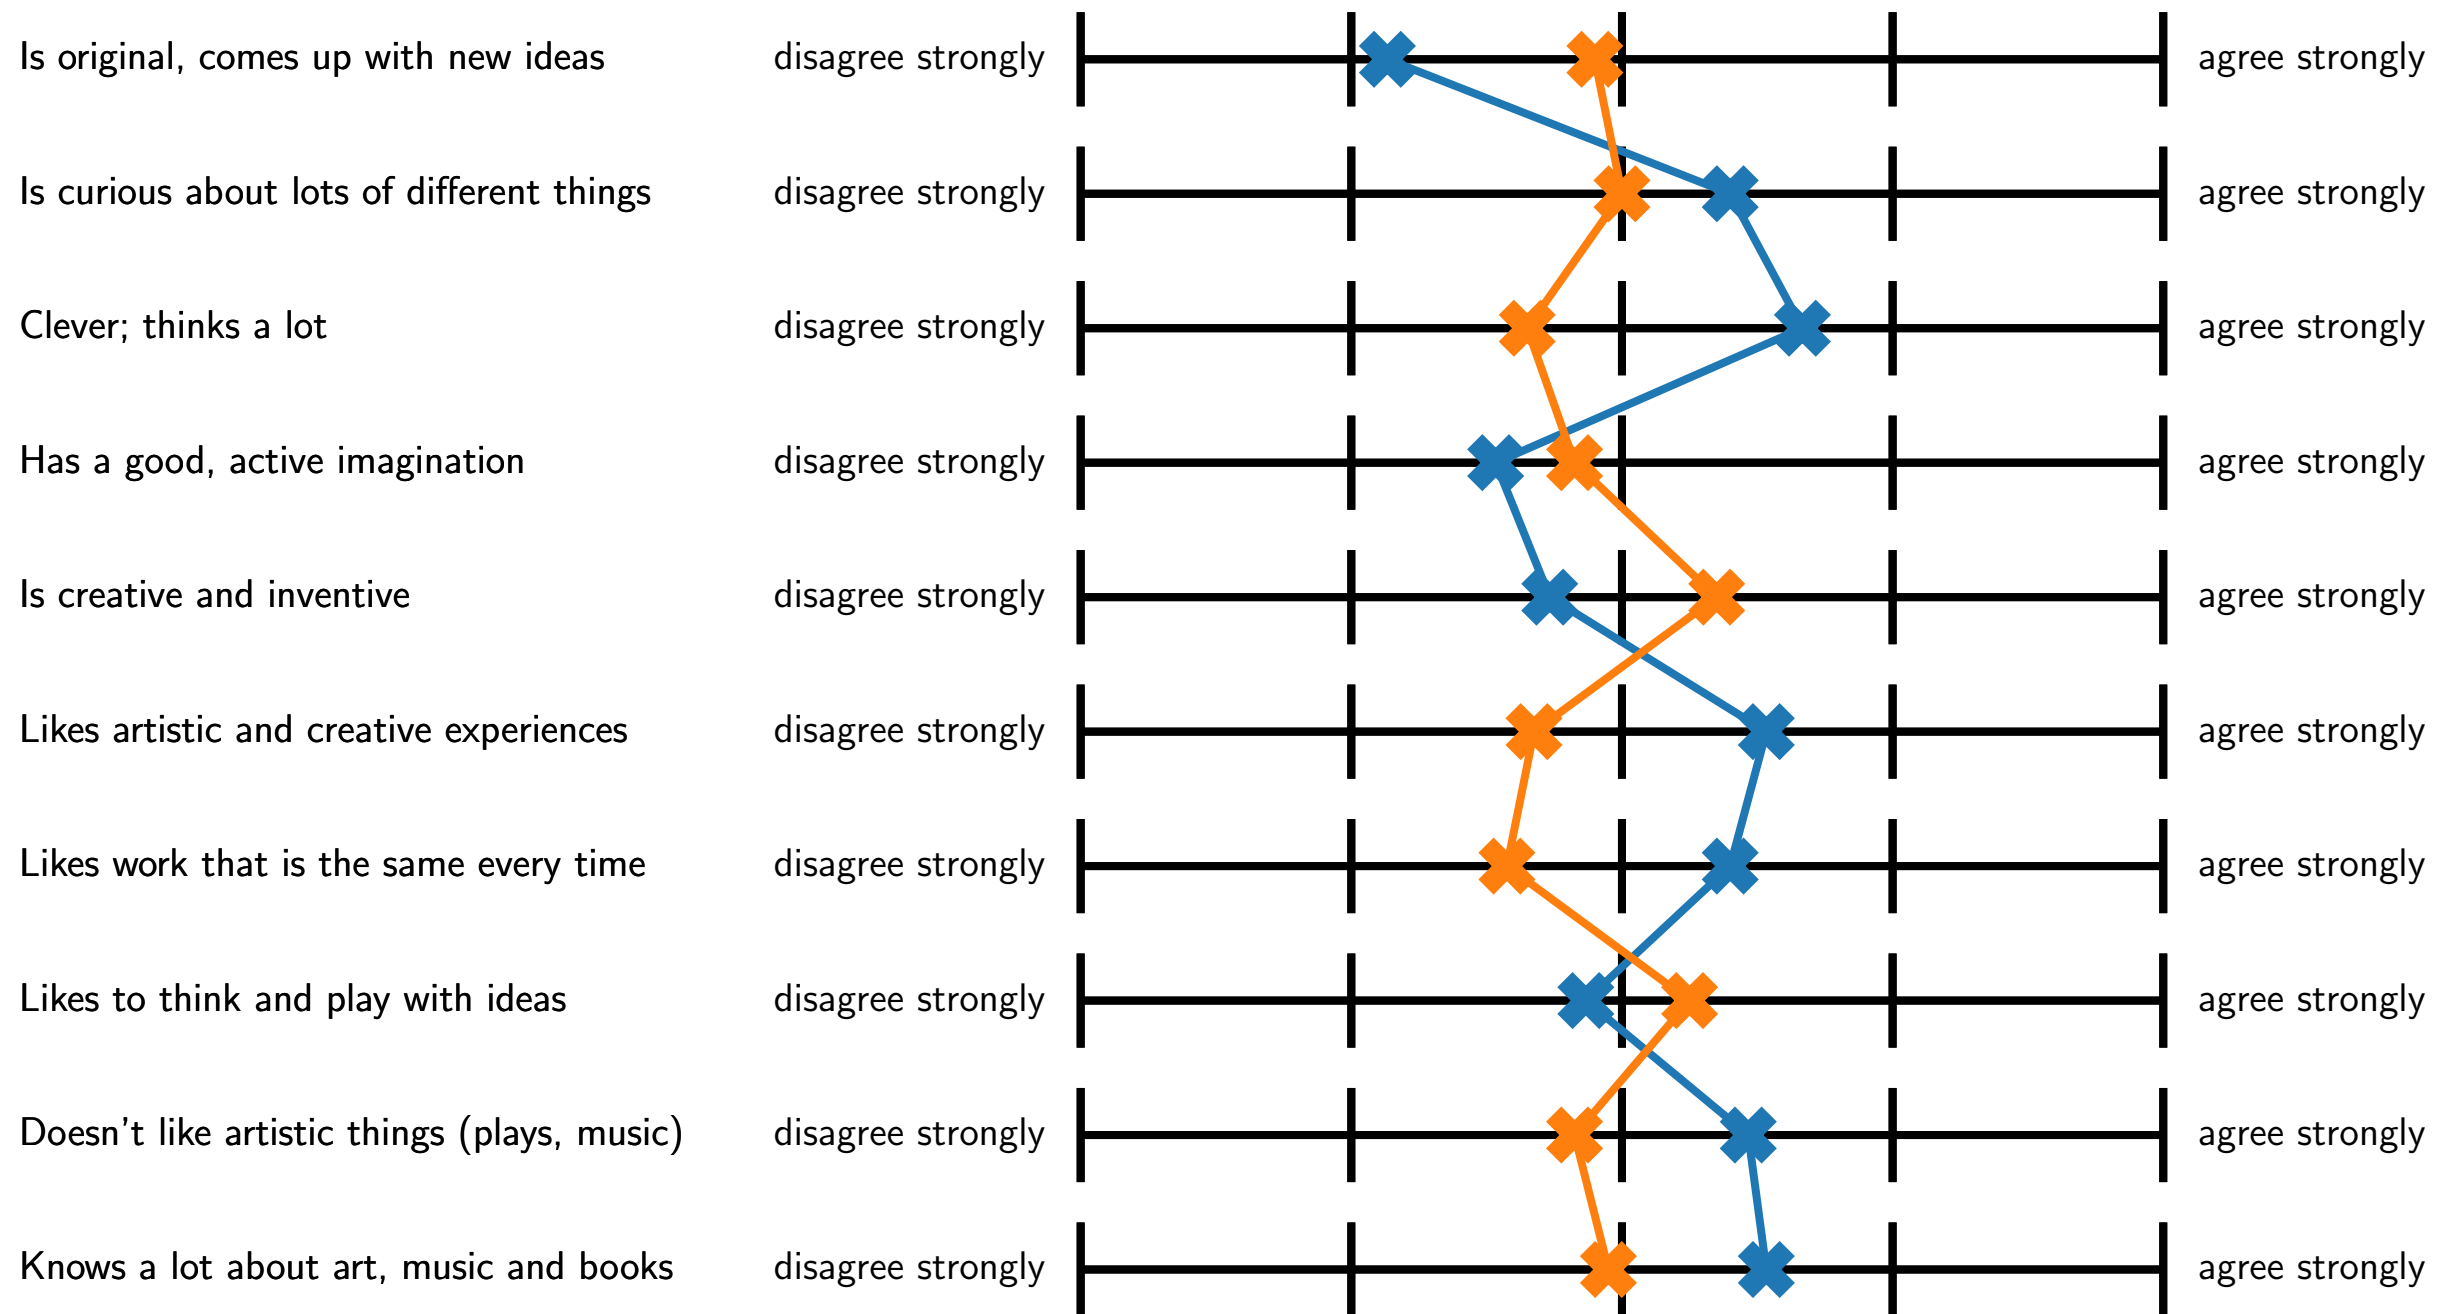 Is original, comes up with new ideas disagree strongly agree strongly
Is curious about lots of different things disagree strongly agree strongly
Clever; thinks a lot disagree strongly agree strongly
Has a good, active imagination disagree strongly agree strongly
Is creative and inventive disagree strongly agree strongly
Likes artistic and creative experiences disagree strongly agree strongly
Likes work that is the same every time disagree strongly agree strongly
Likes to think and play with ideas disagree strongly agree strongly
Doesn't like artistic things (plays, music) disagree strongly agree strongly
Knows a lot about art, music and books disagree strongly agree strongly